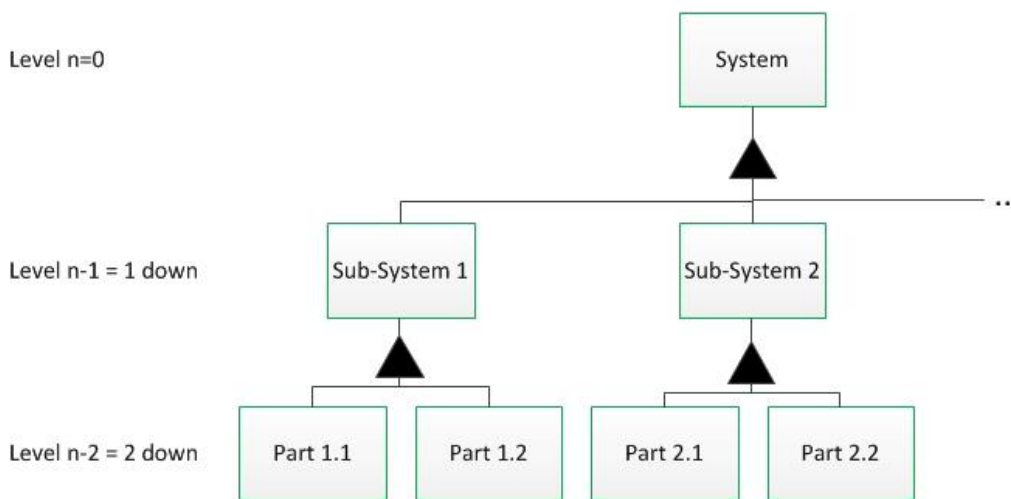 Level n=0
System
..
Level n-1 = 1 down
Sub-System 1
Sub-System 2
Level n-2 = 2 down
Part 1.1
Part 1.2
Part 2.1
Part 2.2